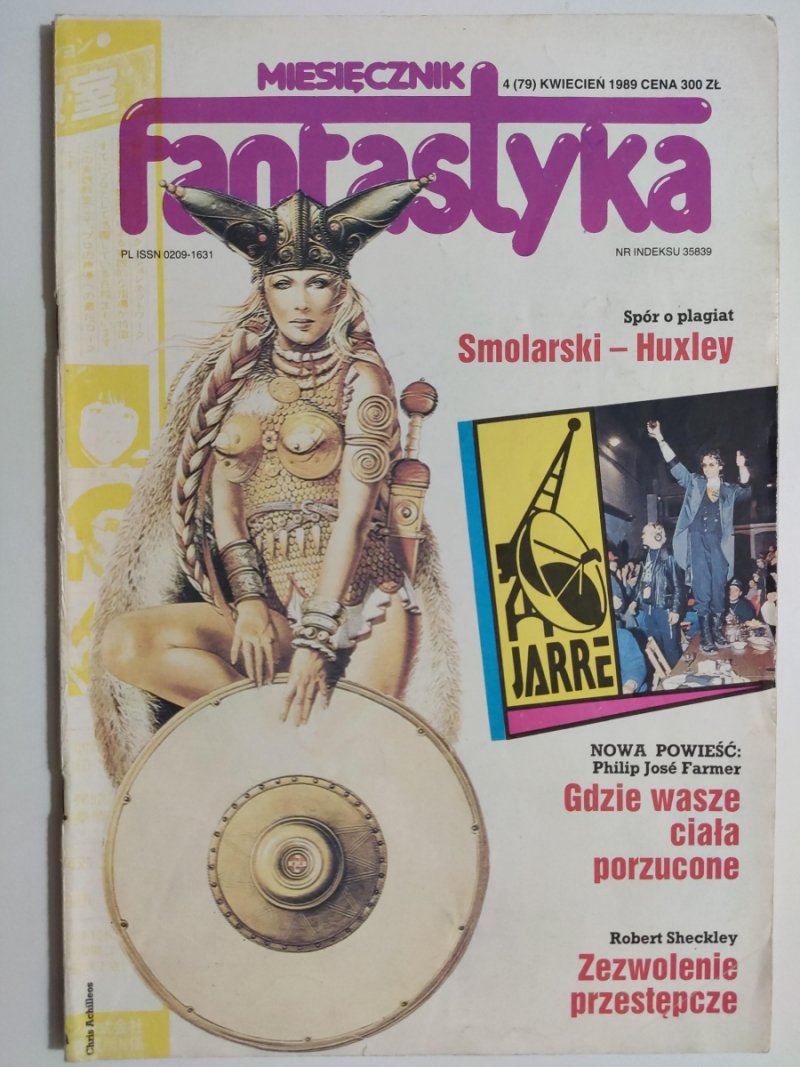 MIESIĘCZNIK
4 (79) KWIECIEŃ 1989 CENA 300 ZŁ
fantastyka
PL ISSN 0209-1631
NR INDEKSU 35839
Spór o plagiat
Smolarski – Huxley
JARRE
NOWA POWIEŚĆ:
Philip José Farmer
Gdzie wasze
ciała
porzucone
Robert Sheckley
Zezwolenie
przestępcze
Chris Achilleos
室